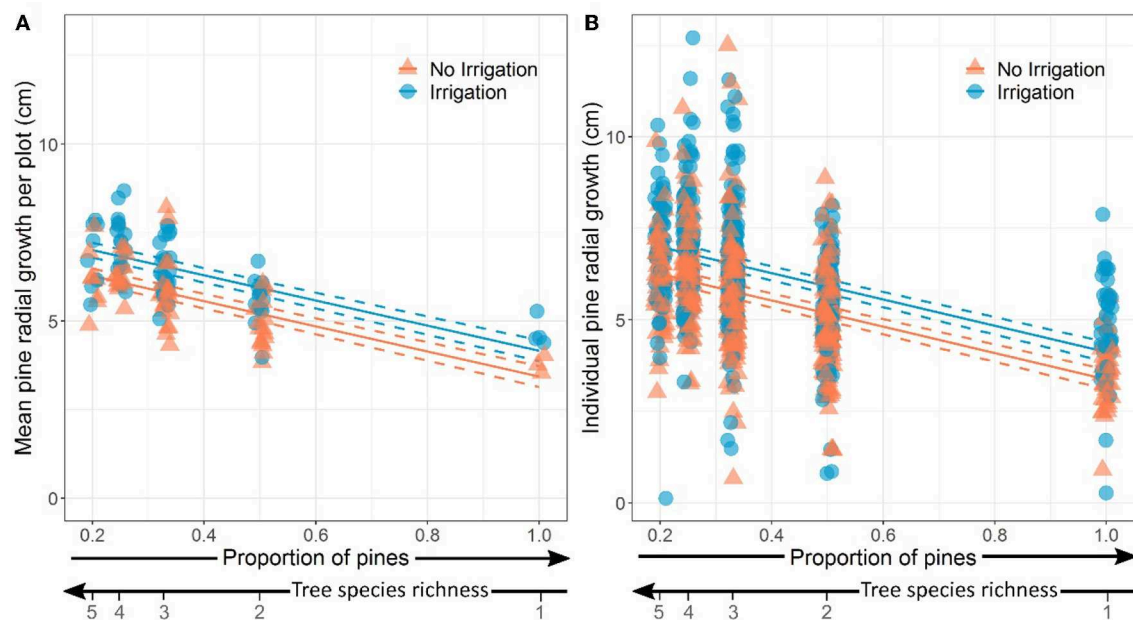 A
Mean pine radial growth per plot (cm)
10
5
0
No Irrigation
Irrigation
0.2 0.4 0.6 0.8 1.0
Proportion of pines
Tree species richness
5 4 3 2 1
B
Individual pine radial growth (cm)
10
5
0
No Irrigation
Irrigation
0.2 0.4 0.6 0.8 1.0
Proportion of pines
Tree species richness
5 4 3 2 1